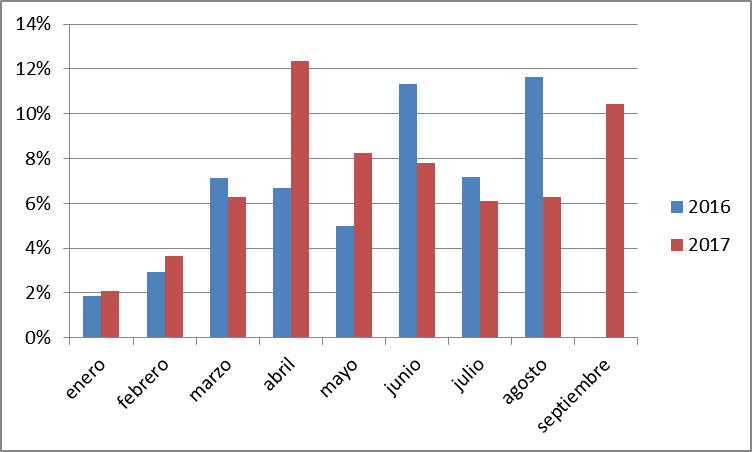 14%
12%
10%
8%
6%
4%
2%
0%
enero
febrero
marzo
abril
mayo
junio
julio
agosto
septiembre
2016
2017